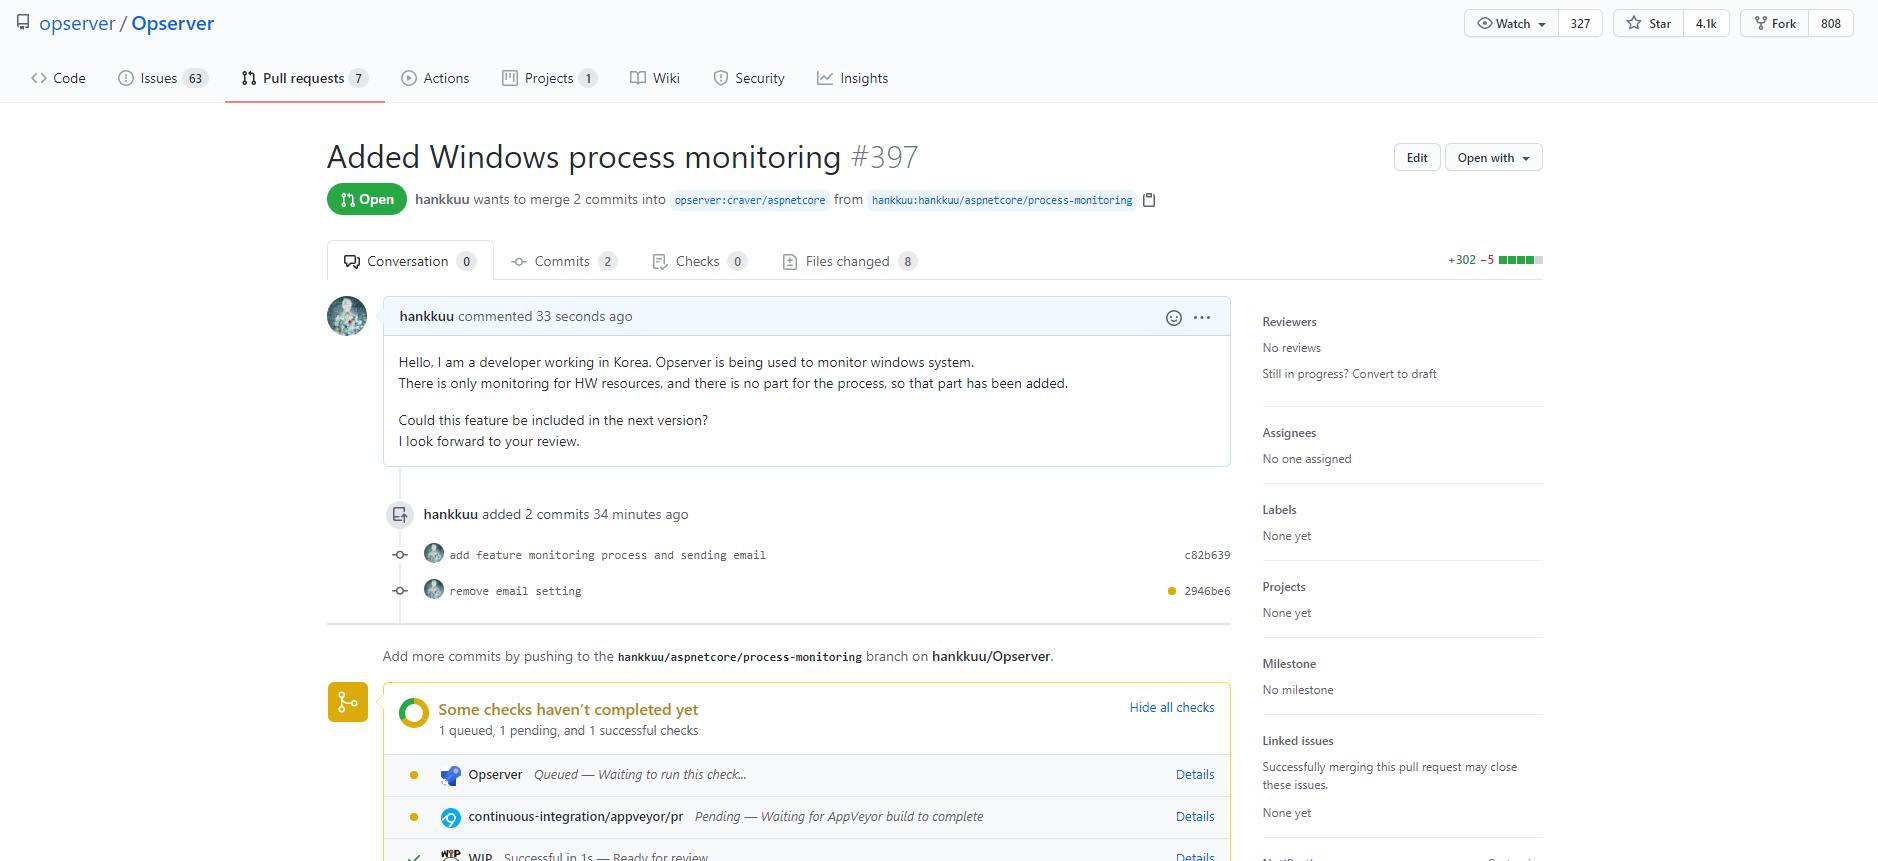 opserver / Opserver
Watch 327 Star 4.1k Fork 808
Code Issues 63 Pull requests 7 Actions Projects 1 Wiki Security Insights
Added Windows process monitoring #397
Edit Open with
Open hankkuu wants to merge 2 commits into opserver:craver/aspnetcore from hankkuu:hankkuu/aspnetcore/process-monitoring
Conversation 0 Commits 2 Checks 0 Files changed 8
+302 −5
hankkuu commented 33 seconds ago
Hello, I am a developer working in Korea. Opserver is being used to monitor windows system.
There is only monitoring for HW resources, and there is no part for the process, so that part has been added.
Could this feature be included in the next version?
I look forward to your review.
hankkuu added 2 commits 34 minutes ago
add feature monitoring process and sending email c82b639
remove email setting 2946be6
Add more commits by pushing to the hankkuu/aspnetcore/process-monitoring branch on hankkuu/Opserver.
Some checks haven't completed yet
Hide all checks
1 queued, 1 pending, and 1 successful checks
Opserver Queued — Waiting to run this check... Details
continuous-integration/appveyor/pr Pending — Waiting for AppVeyor build to complete Details
WIP Successful in 1s — Ready for review Details
Reviewers
No reviews
Still in progress? Convert to draft
Assignees
No one assigned
Labels
None yet
Projects
None yet
Milestone
No milestone
Linked issues
Successfully merging this pull request may close
these issues.
None yet